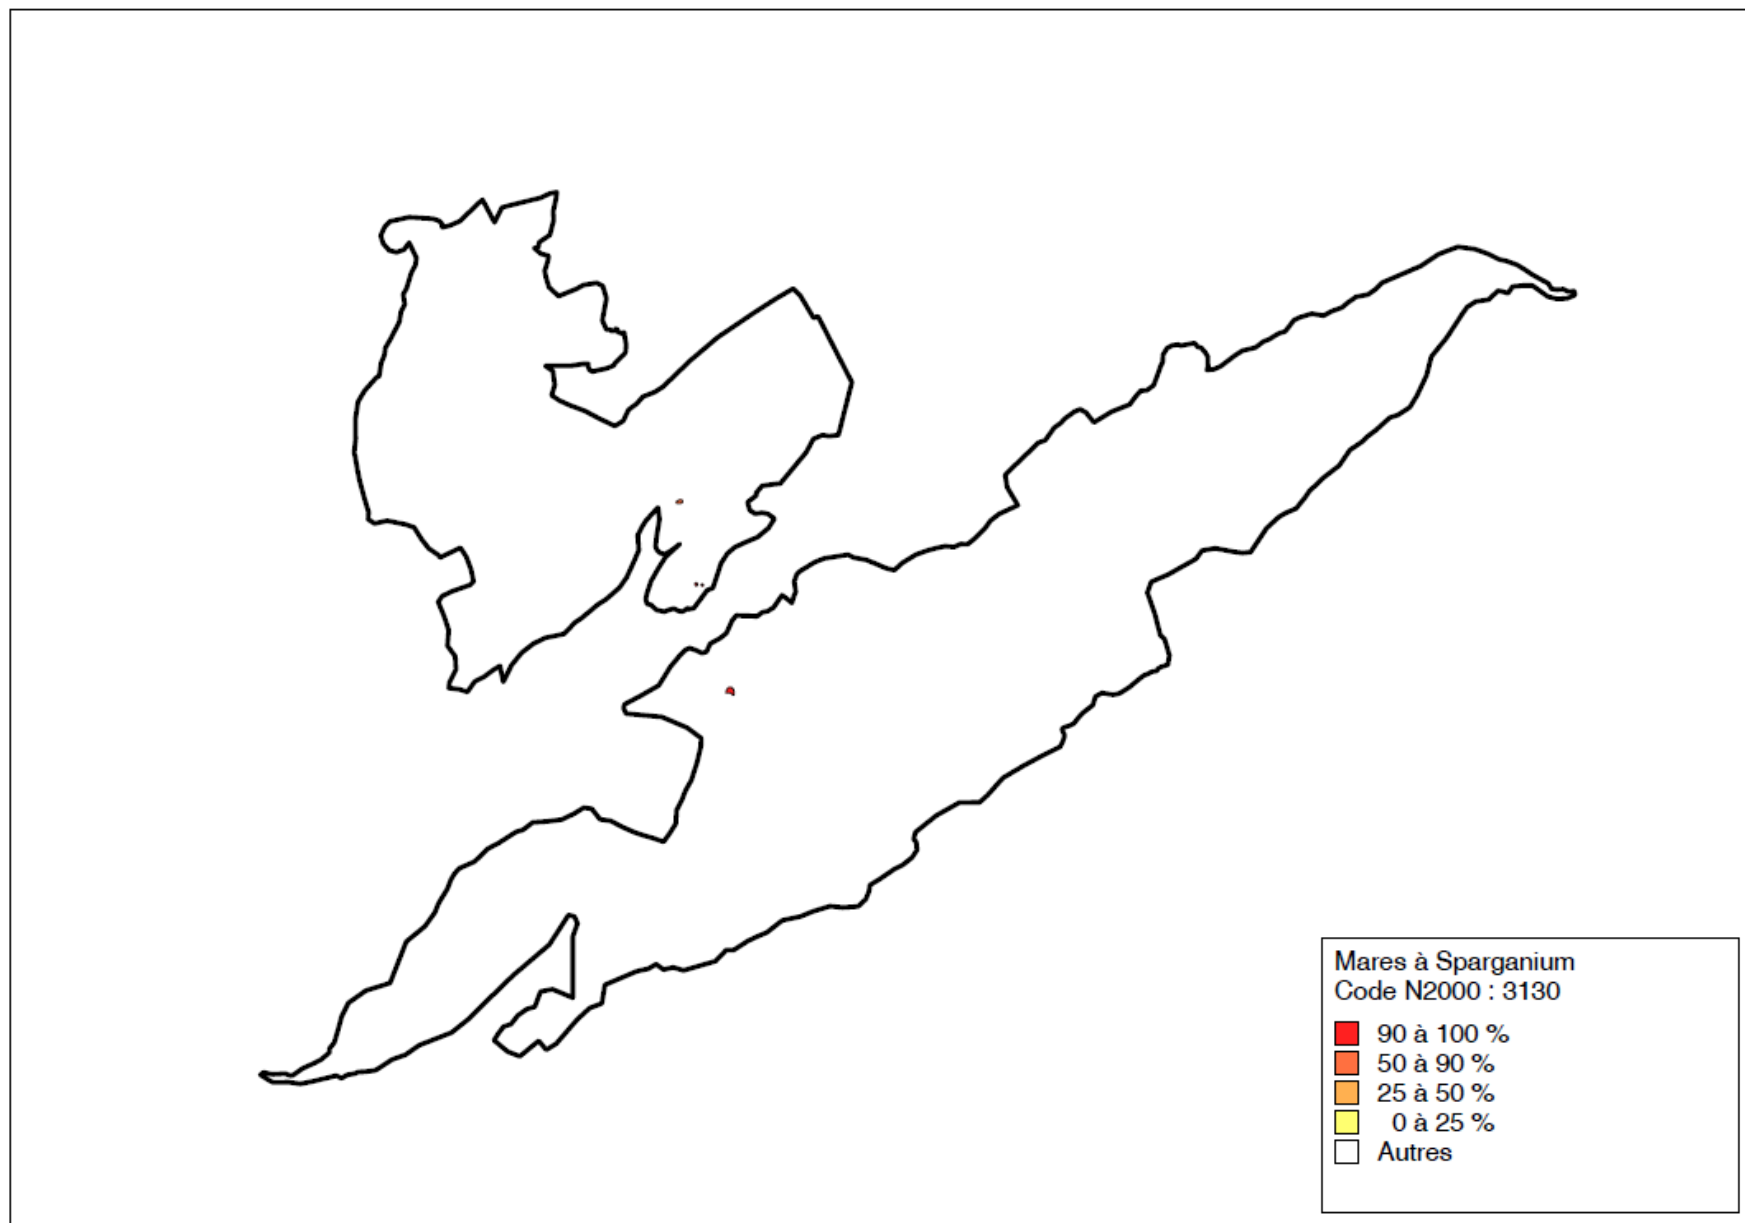 Mares à Sparganium
Code N2000 : 3130
90 à 100 %
50 à 90 %
25 à 50 %
0 à 25 %
Autres